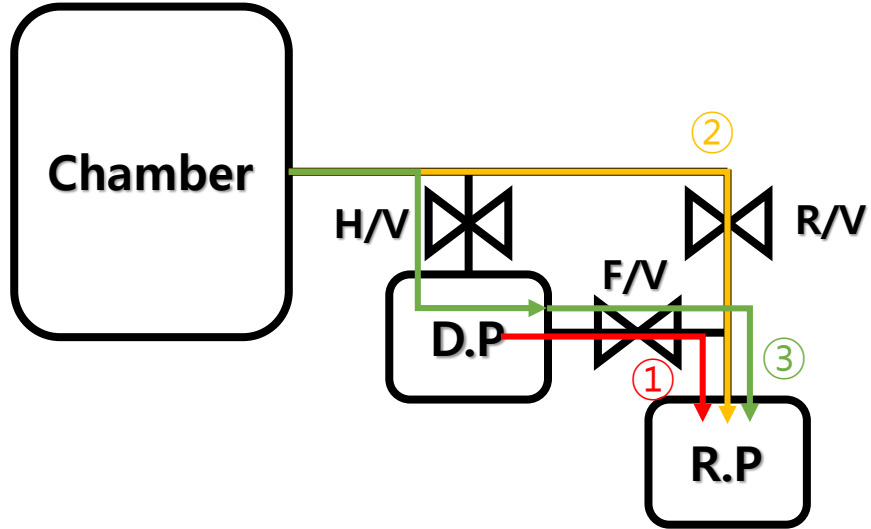 ②
Chamber
H/V
R/V
F/V
D.P
①
③
R.P